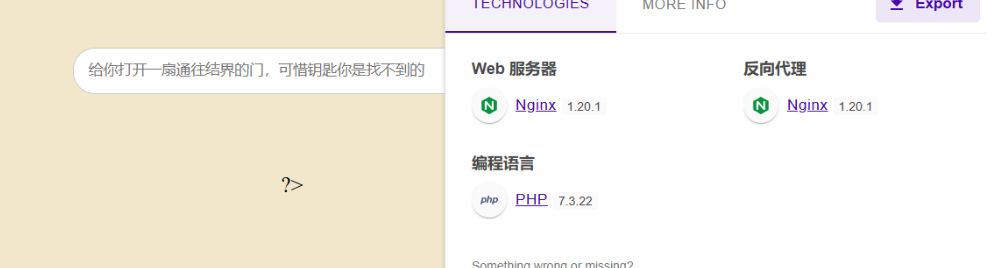 TECHNOLOGIES
MORE INFO
Export
给你打开一扇通往结界的门，可惜钥匙你是找不到的
?>
Web 服务器
反向代理
Nginx 1.20.1
Nginx 1.20.1
编程语言
php PHP 7.3.22
Something wrong or missing?